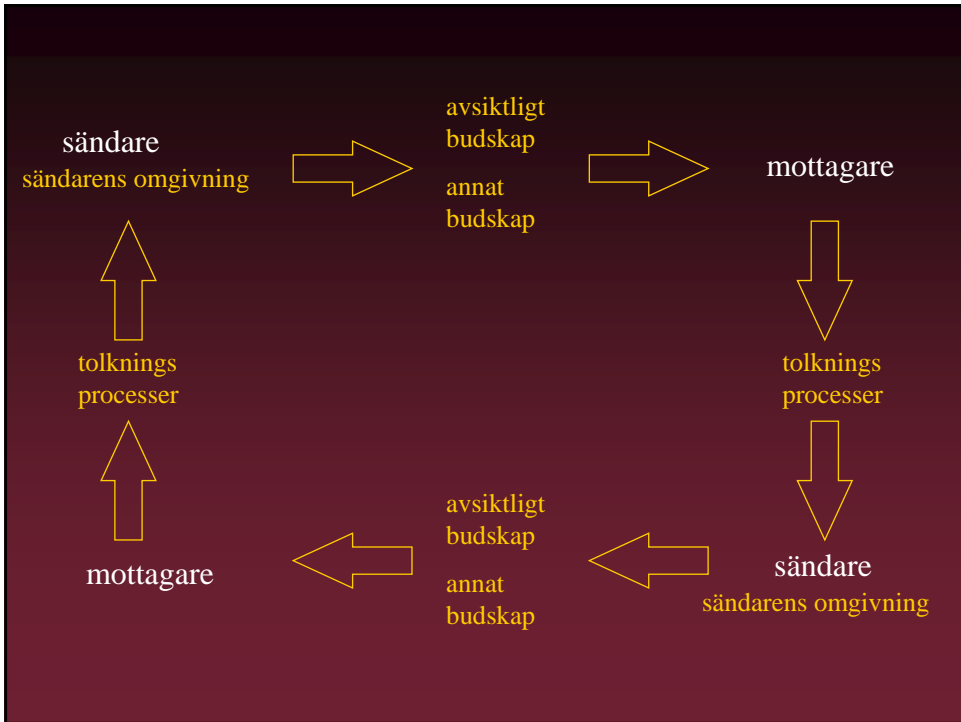 sändare
sändarens omgivning
avsiktligt
budskap
annat
budskap
mottagare
tolknings
processer
tolknings
processer
mottagare
avsiktligt
budskap
annat
budskap
sändare
sändarens omgivning